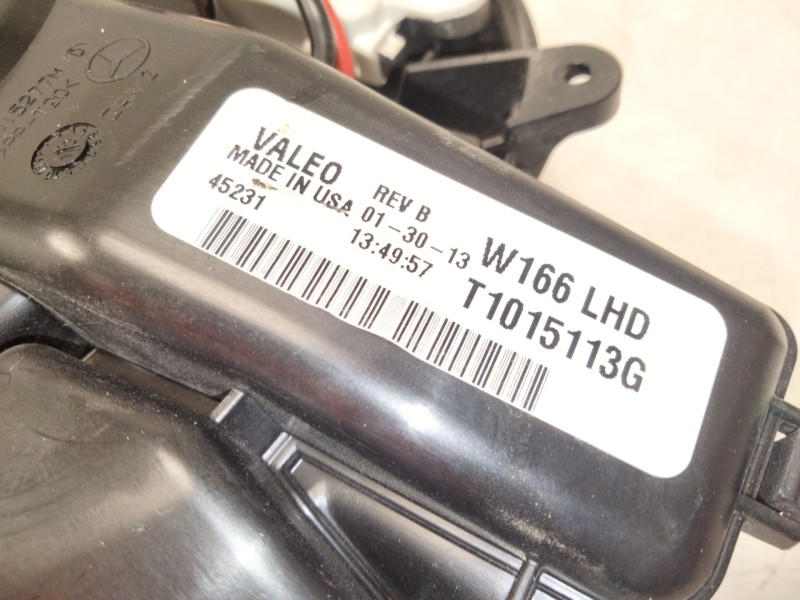 VALEO
MADE IN USA
45231
REV B
01-30-13
13:49:57
W166 LHD
T1015113G